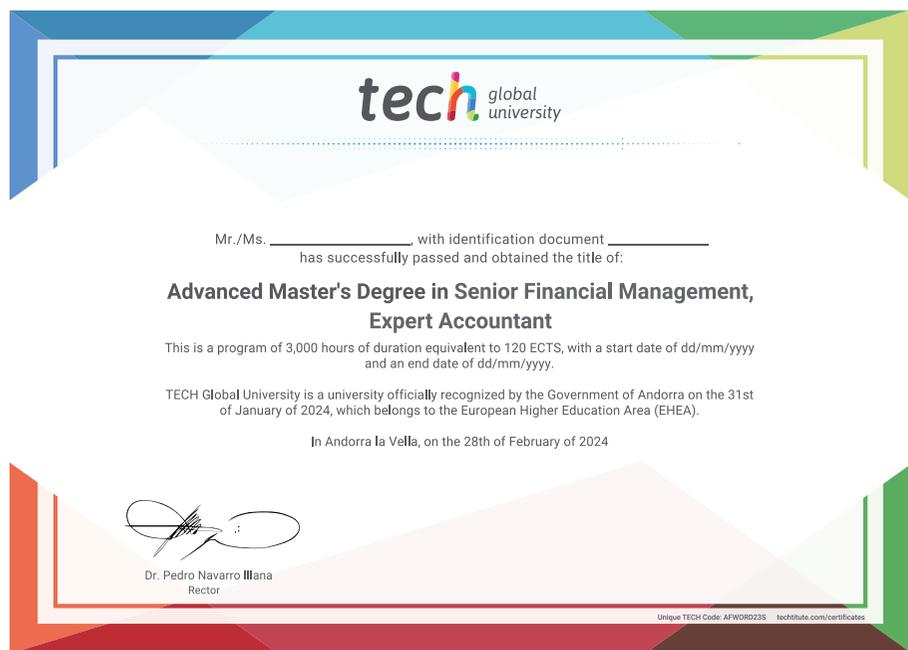 tech global
university
Mr./Ms. ____________, with identification document ____________
has successfully passed and obtained the title of:
Advanced Master's Degree in Senior Financial Management,
Expert Accountant
This is a program of 3,000 hours of duration equivalent to 120 ECTS, with a start date of dd/mm/yyyy
and an end date of dd/mm/yyyy.
TECH Global University is a university officially recognized by the Government of Andorra on the 31st
of January of 2024, which belongs to the European Higher Education Area (EHEA).
In Andorra la Vella, on the 28th of February of 2024
Dr. Pedro Navarro Illana
Rector
Unique TECH Code: AFWORD23S techtitute.com/certificates